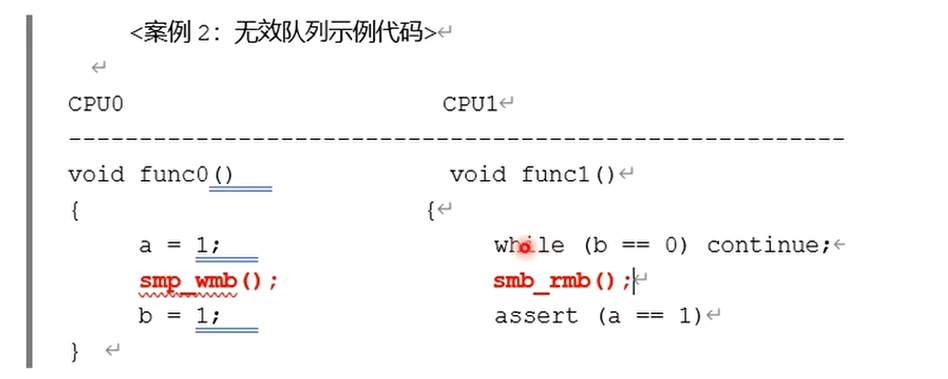 <案例 2：无效队列示例代码>
CPU0 CPU1
-------------------------------------------------------
void func0() void func1()
{ {
a = 1; while (b == 0) continue;
smp_wmb(); smb_rmb();
b = 1; assert (a == 1)
}